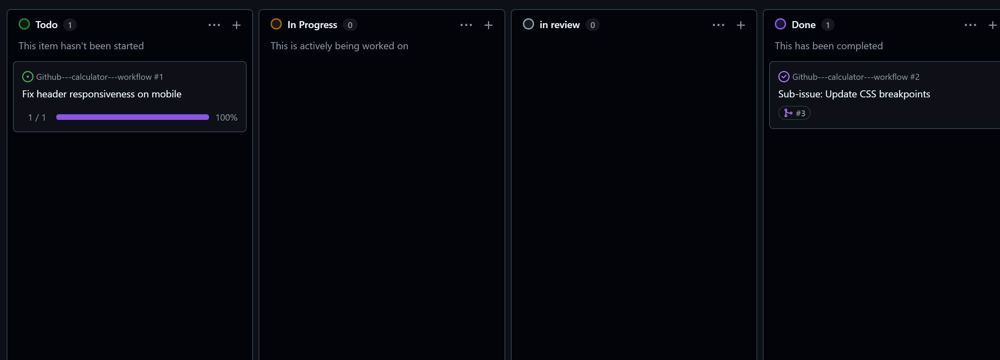 Todo 1
This item hasn't been started
Github---calculator---workflow #1
Fix header responsiveness on mobile
1 / 1 100%
In Progress 0
This is actively being worked on
in review 0
Done 1
This has been completed
Github---calculator---workflow #2
Sub-issue: Update CSS breakpoints
#3